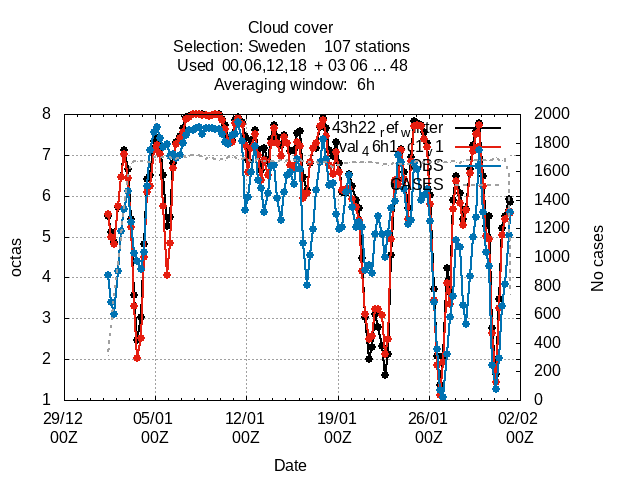 Cloud cover
Selection: Sweden 107 stations
Used 00,06,12,18 + 03 06 ... 48
Averaging window: 6h
8
7
6
5
4
3
2
1
octas
2000
1800
1600
1400
1200
1000
800
600
400
200
0
No cases
OBS
CASES
29/12 00Z
05/01 00Z
12/01 00Z
19/01 00Z
26/01 00Z
02/02 00Z
Date